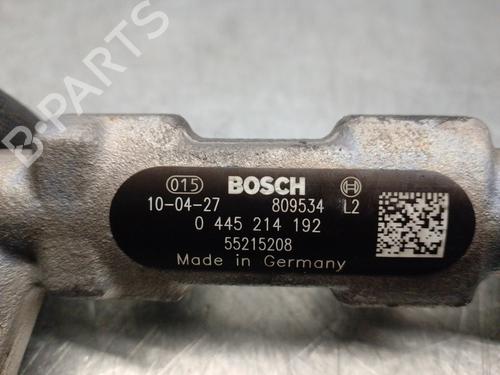 B-PARTS
015 BOSCH
10-04-27 809534 L2
0 445 214 192
55215208
Made in Germany